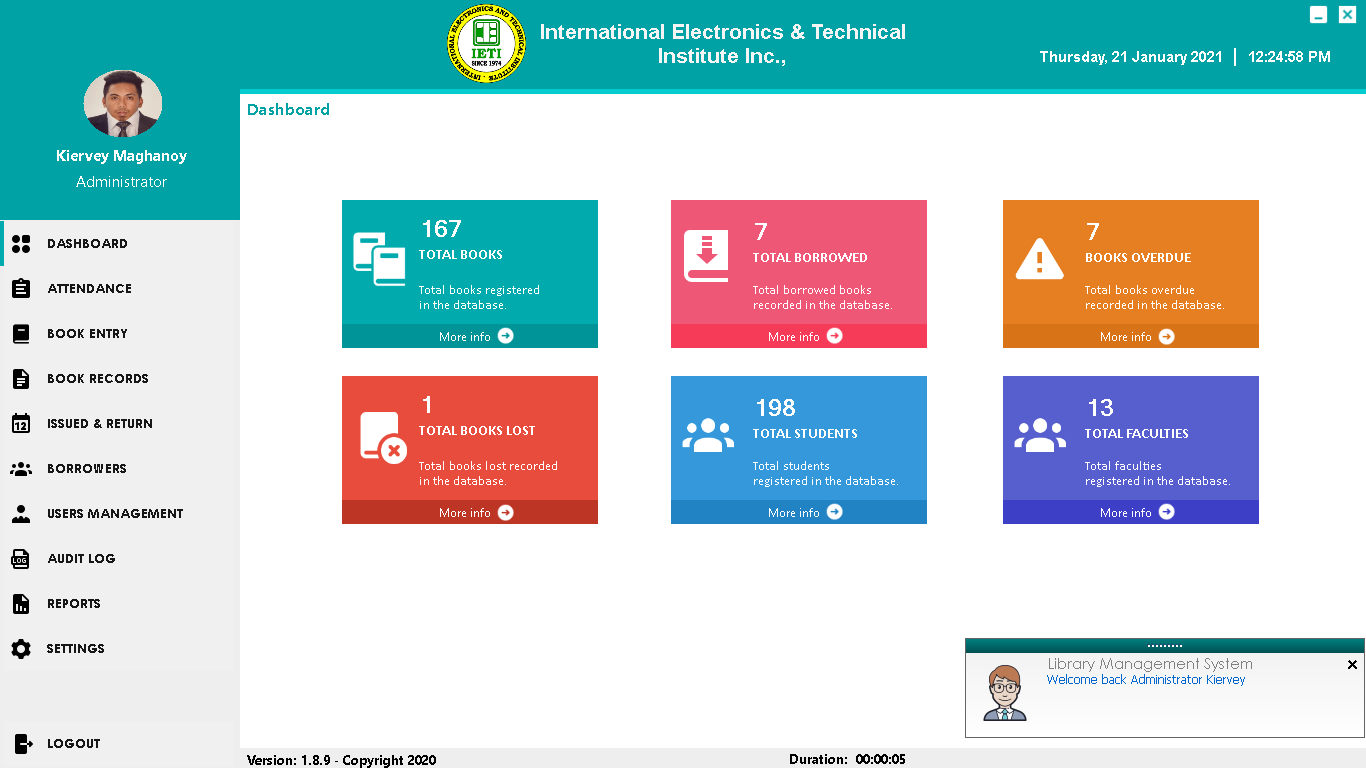 INTERNATIONAL ELECTRONICS AND TECHNICAL INSTITUTE, INC.
IETI
SINCE 1974
International Electronics & Technical
Institute Inc.,
Thursday, 21 January 2021 | 12:24:58 PM
Kiervey Maghanoy
Administrator
DASHBOARD
ATTENDANCE
BOOK ENTRY
BOOK RECORDS
12
ISSUED & RETURN
BORROWERS
USERS MANAGEMENT
LOG
AUDIT LOG
REPORTS
SETTINGS
LOGOUT
Dashboard
167
TOTAL BOOKS
Total books registered
in the database.
More info
7
TOTAL BORROWED
Total borrowed books
recorded in the database.
More info
7
BOOKS OVERDUE
Total books overdue
recorded in the database.
More info
1
TOTAL BOOKS LOST
Total books lost recorded
in the database.
More info
198
TOTAL STUDENTS
Total students
registered in the database.
More info
13
TOTAL FACULTIES
Total faculties
registered in the database.
More info
Library Management System
Welcome back Administrator Kiervey
Version: 1.8.9 - Copyright 2020
Duration: 00:00:05